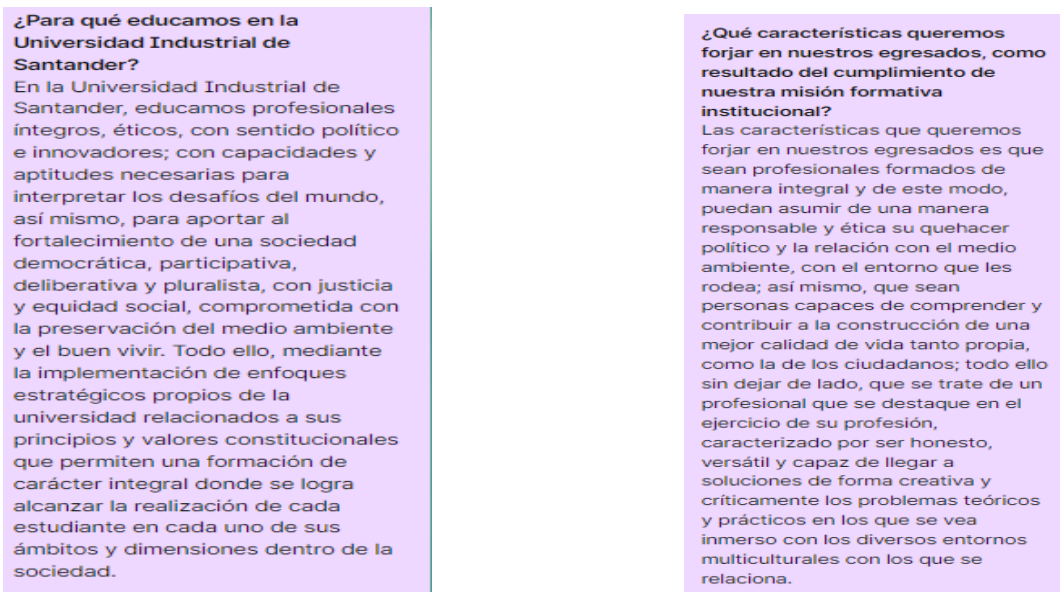 ¿Para qué educamos en la
Universidad Industrial de
Santander?
En la Universidad Industrial de
Santander, educamos profesionales
íntegros, éticos, con sentido político
e innovadores; con capacidades y
aptitudes necesarias para
interpretar los desafíos del mundo,
así mismo, para aportar al
fortalecimiento de una sociedad
democrática, participativa,
deliberativa y pluralista, con justicia
y equidad social, comprometida con
la preservación del medio ambiente
y el buen vivir. Todo ello, mediante
la implementación de enfoques
estratégicos propios de la
universidad relacionados a sus
principios y valores constitucionales
que permiten una formación de
carácter integral donde se logra
alcanzar la realización de cada
estudiante en cada uno de sus
ámbitos y dimensiones dentro de la
sociedad.
¿Qué características queremos
forjar en nuestros egresados, como
resultado del cumplimiento de
nuestra misión formativa
institucional?
Las características que queremos
forjar en nuestros egresados es que
sean profesionales formados de
manera integral y de este modo,
puedan asumir de una manera
responsable y ética su quehacer
político y la relación con el medio
ambiente, con el entorno que les
rodea; así mismo, que sean
personas capaces de comprender y
contribuir a la construcción de una
mejor calidad de vida tanto propia,
como la de los ciudadanos; todo ello
sin dejar de lado, que se trate de un
profesional que se destaque en el
ejercicio de su profesión,
caracterizado por ser honesto,
versátil y capaz de llegar a
soluciones de forma creativa y
críticamente los problemas teóricos
y prácticos en los que se vea
inmerso con los diversos entornos
multiculturales con los que se
relaciona.